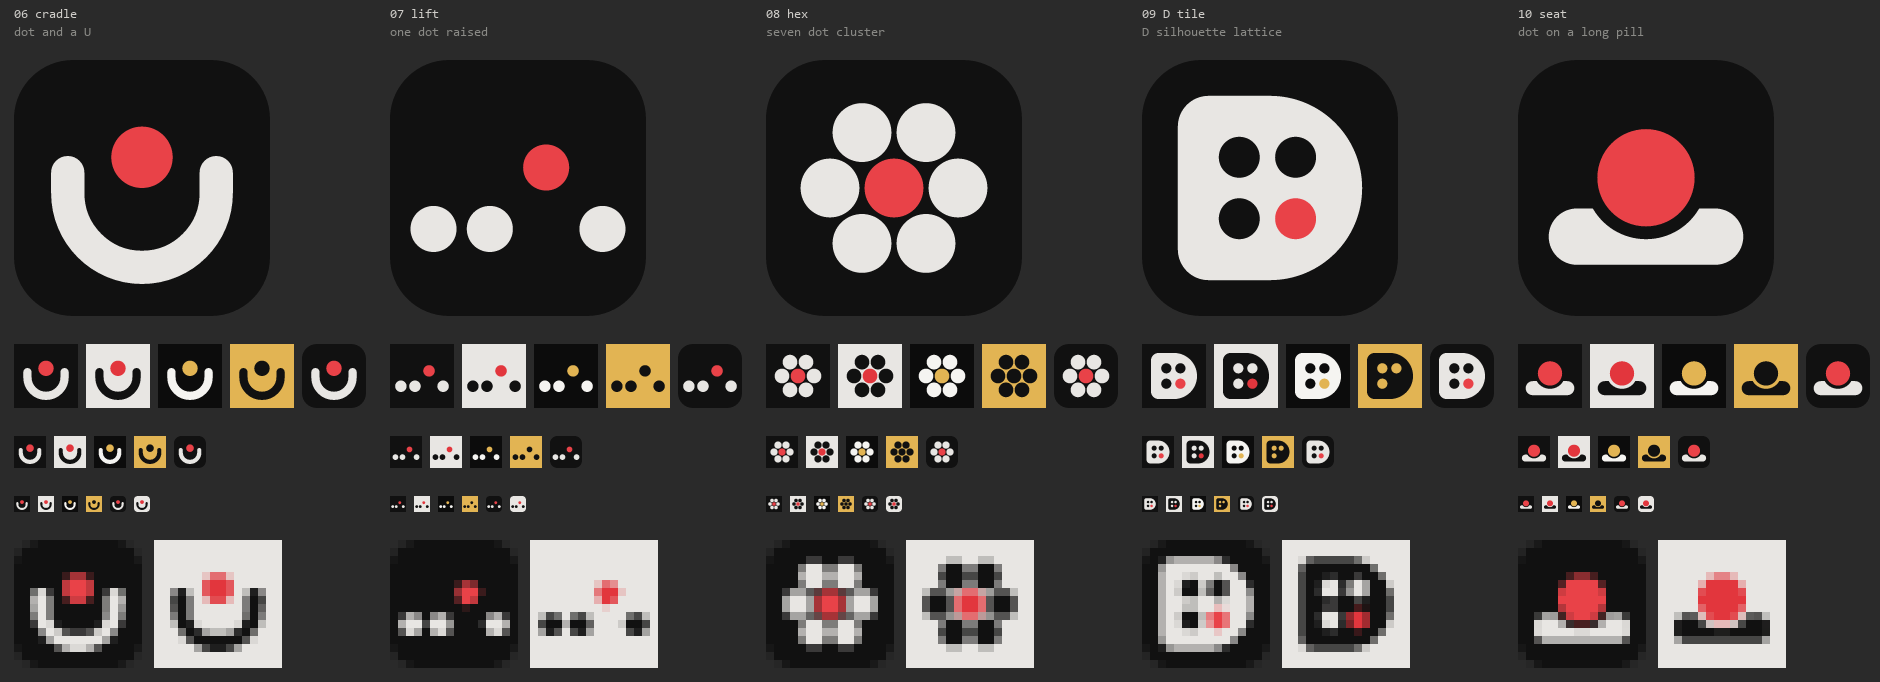 06 cradle
dot and a U
07 lift
one dot raised
08 hex
seven dot cluster
09 D tile
D silhouette lattice
10 seat
dot on a long pill